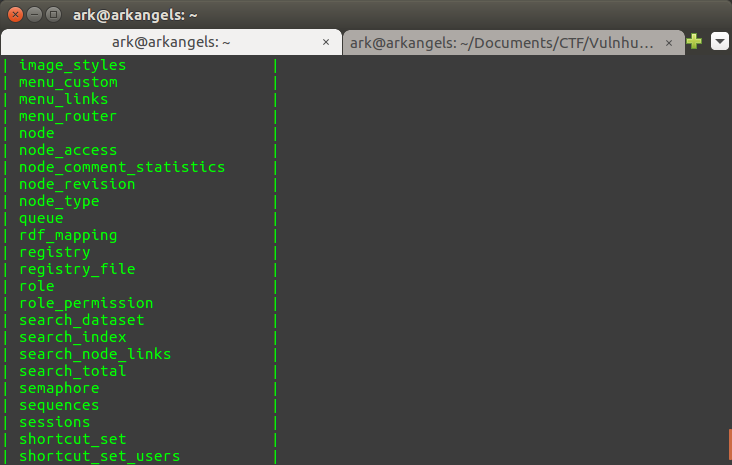 ark@arkangels: ~
ark@arkangels: ~ ×
ark@arkangels: ~/Documents/CTF/Vulnhu... ×
| image_styles |
| menu_custom |
| menu_links |
| menu_router |
| node |
| node_access |
| node_comment_statistics |
| node_revision |
| node_type |
| queue |
| rdf_mapping |
| registry |
| registry_file |
| role |
| role_permission |
| search_dataset |
| search_index |
| search_node_links |
| search_total |
| semaphore |
| sequences |
| sessions |
| shortcut_set |
| shortcut_set_users |